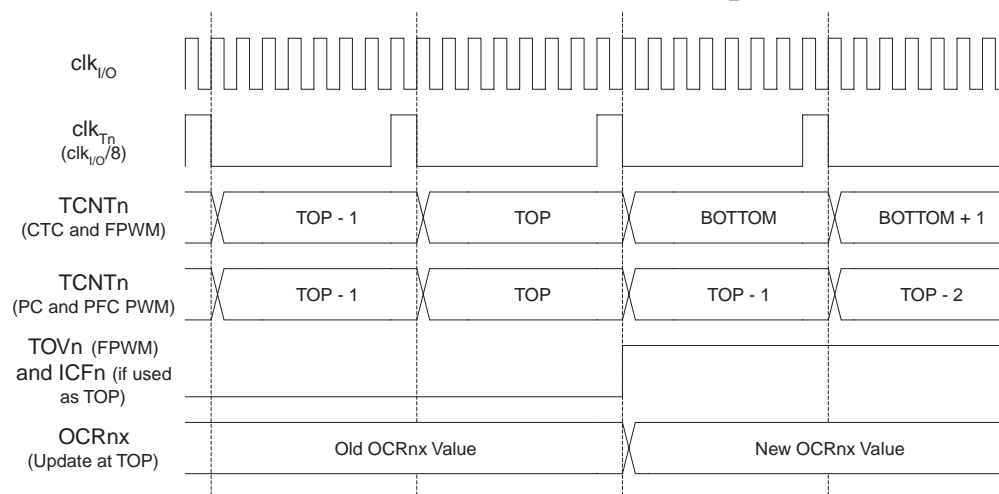 clkI/O
clkTn
(clkI/O/8)
TCNTn
(CTC and FPWM)
TOP - 1
TOP
BOTTOM
BOTTOM + 1
TCNTn
(PC and PFC PWM)
TOP - 1
TOP
TOP - 1
TOP - 2
TOVn (FPWM)
and ICFn (if used
as TOP)
OCRnx
(Update at TOP)
Old OCRnx Value
New OCRnx Value